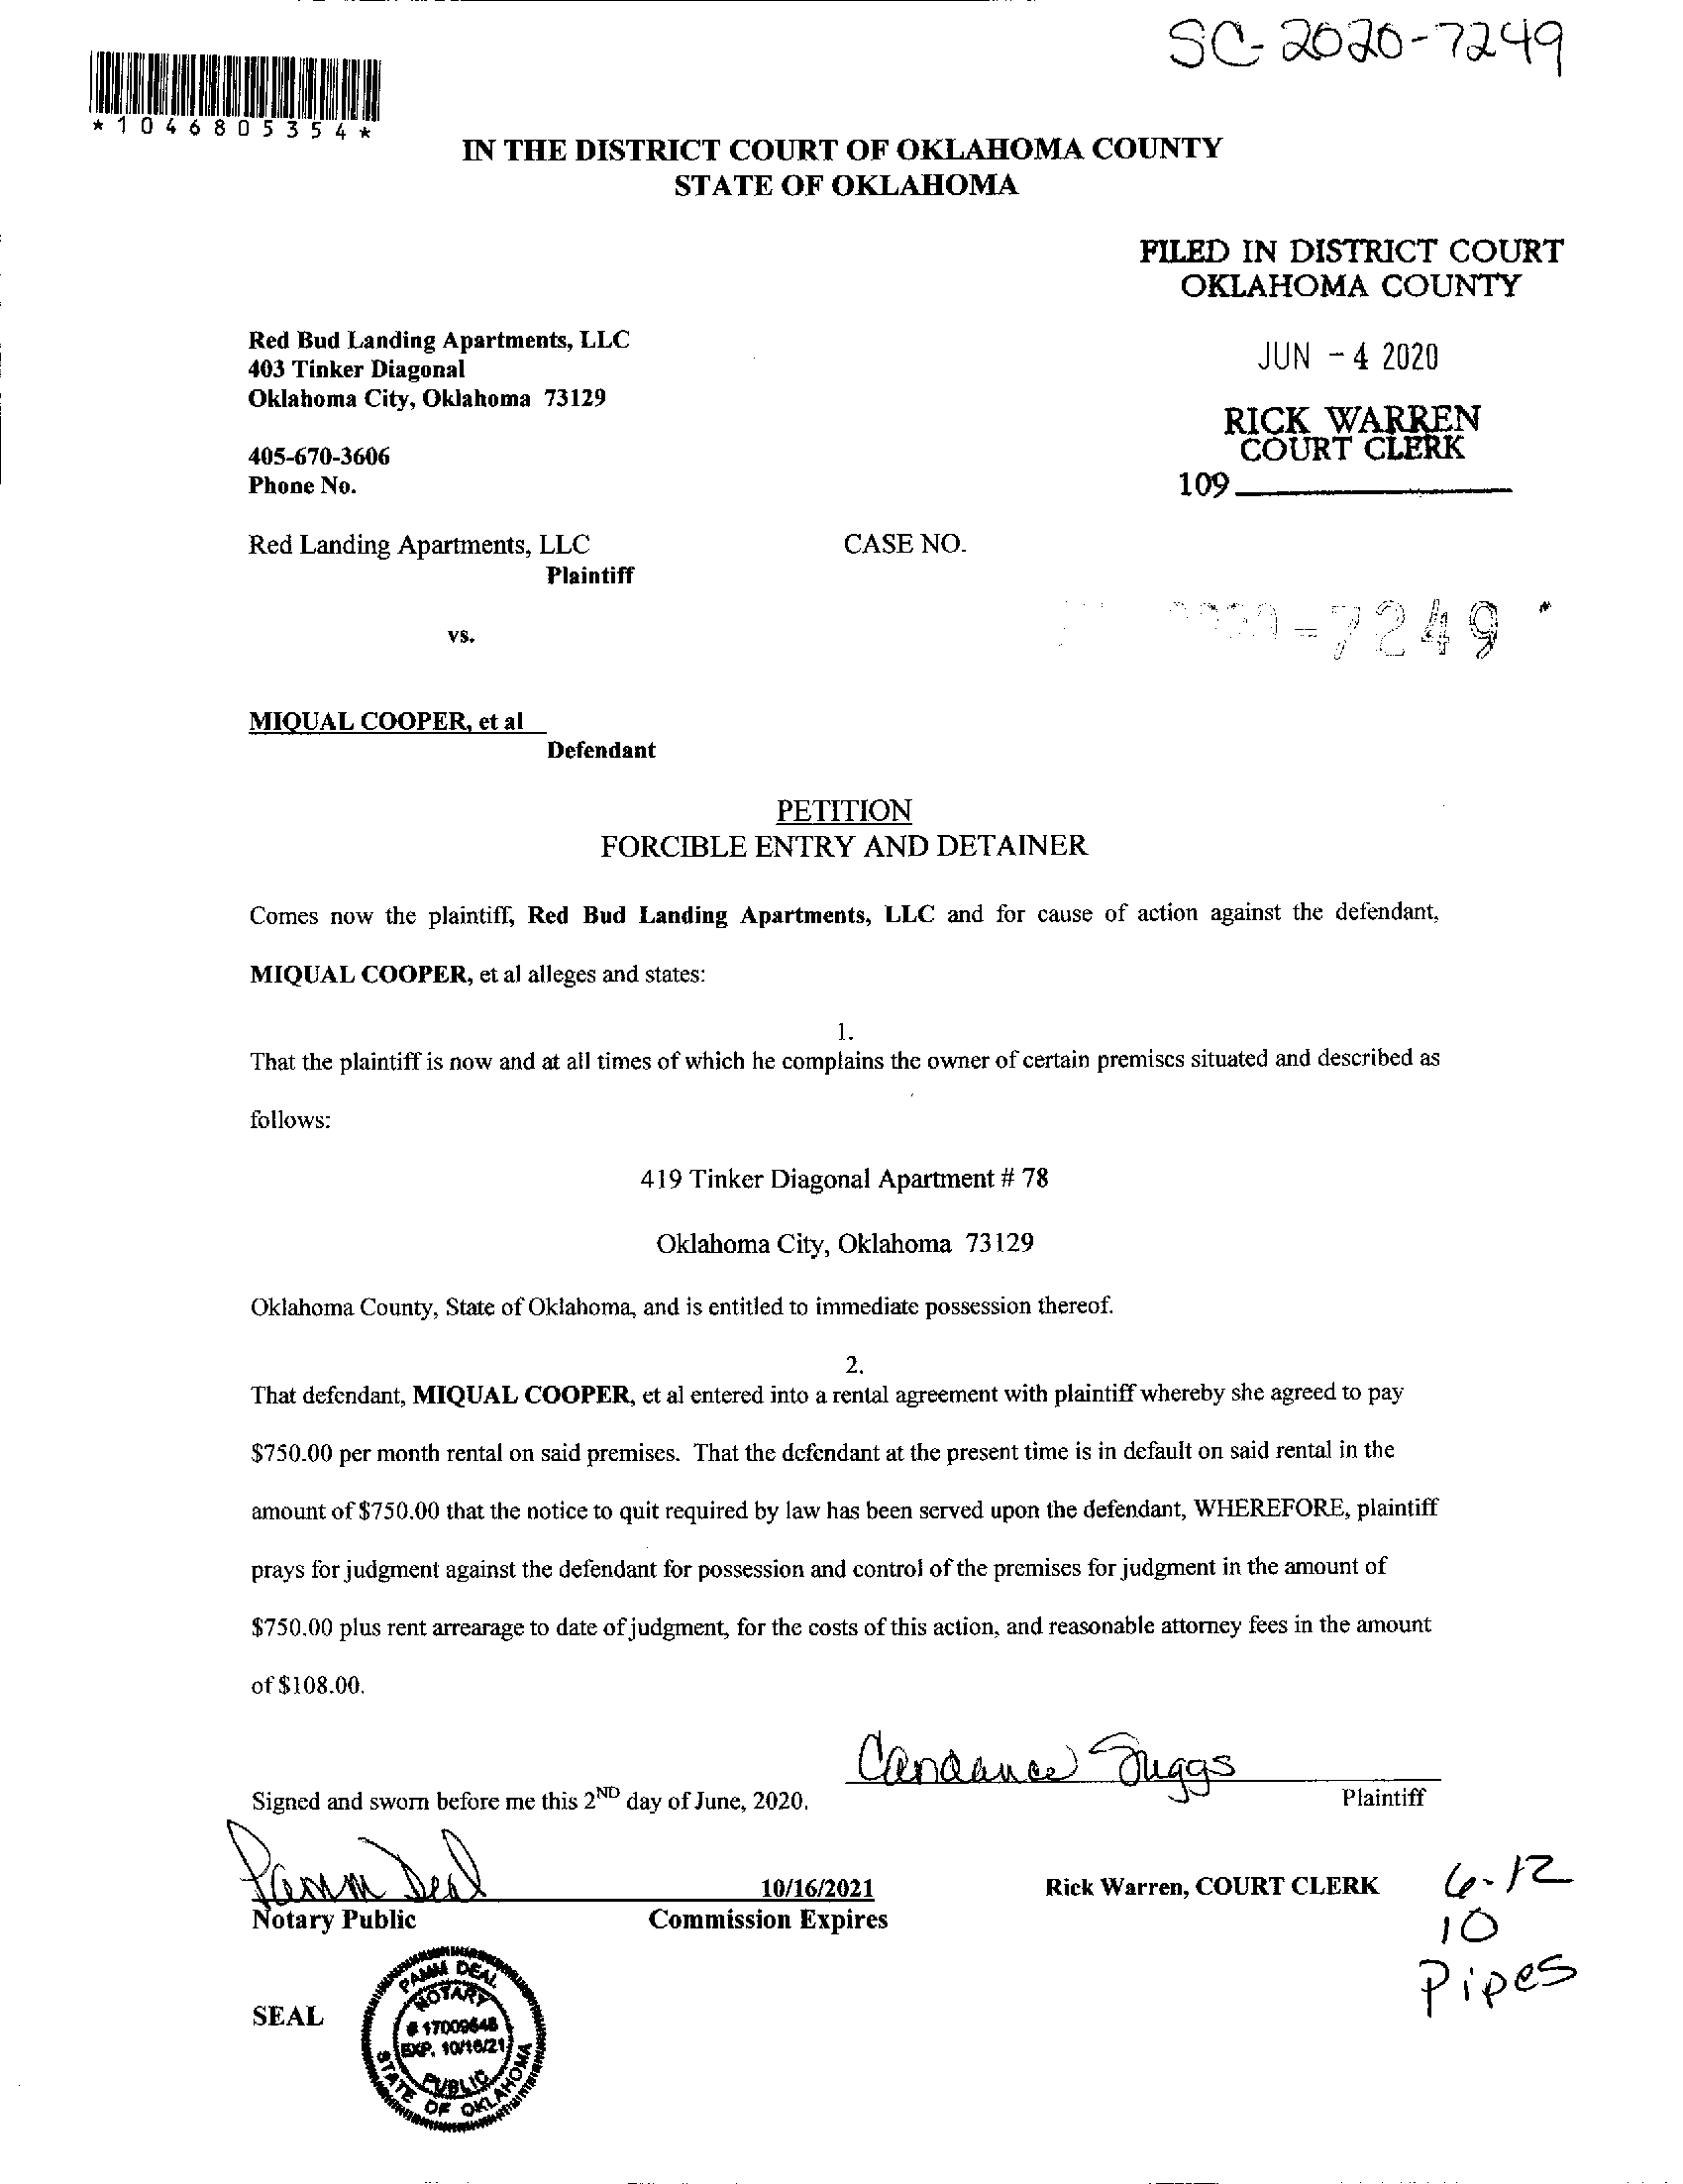 SC-2020-7249
*1046805354*
IN THE DISTRICT COURT OF OKLAHOMA COUNTY
STATE OF OKLAHOMA
FILED IN DISTRICT COURT
OKLAHOMA COUNTY
Red Bud Landing Apartments, LLC
403 Tinker Diagonal
Oklahoma City, Oklahoma 73129
JUN - 4 2020
RICK WARREN
COURT CLERK
405-670-3606
Phone No.
109
Red Landing Apartments, LLC
CASE NO.
Plaintiff
-7249
vs.
MIQUAL COOPER, et al
Defendant
PETITION
FORCIBLE ENTRY AND DETAINER
Comes now the plaintiff, Red Bud Landing Apartments, LLC and for cause of action against the defendant,
MIQUAL COOPER, et al alleges and states:
1.
That the plaintiff is now and at all times of which he complains the owner of certain premises situated and described as
follows:
419 Tinker Diagonal Apartment # 78
Oklahoma City, Oklahoma 73129
Oklahoma County, State of Oklahoma, and is entitled to immediate possession thereof.
2.
That defendant, MIQUAL COOPER, et al entered into a rental agreement with plaintiff whereby she agreed to pay
$750.00 per month rental on said premises. That the defendant at the present time is in default on said rental in the
amount of $750.00 that the notice to quit required by law has been served upon the defendant, WHEREFORE, plaintiff
prays for judgment against the defendant for possession and control of the premises for judgment in the amount of
$750.00 plus rent arrearage to date of judgment, for the costs of this action, and reasonable attorney fees in the amount
of $108.00.
Candance Suggs
Signed and sworn before me this 2ND day of June, 2020.
Plaintiff
Pamm Deal
10/16/2021
Rick Warren, COURT CLERK
6-12
Notary Public
Commission Expires
10
Pipes
SEAL
PAMM DEAL
NOTARY
# 17009648
EXP. 10/16/21
PUBLIC
STATE OF OKLAHOMA